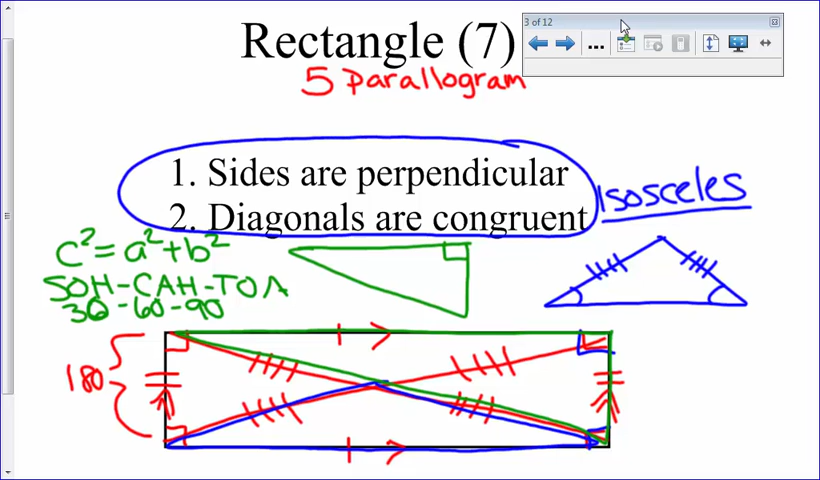 Rectangle (7)
3 of 12
5 Parallogram
1. Sides are perpendicular
2. Diagonals are congruent
Isosceles
c² = a² + b²
SOH-CAH-TOA
30-60-90
180